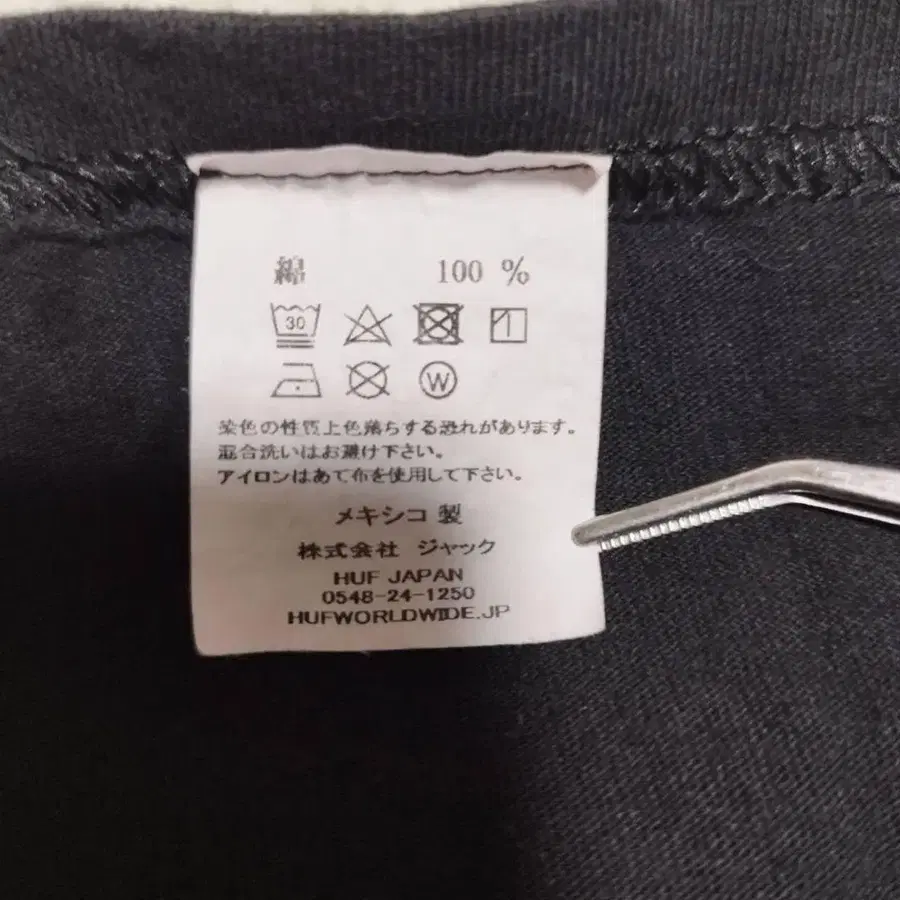 綿 100 %
30
W
染色の性質上色落ちする恐れがあります。
混合洗いはお避け下さい。
アイロンはあて布を使用して下さい。
メキシコ 製
株式会社 ジャック
HUF JAPAN
0548-24-1250
HUFWORLDWIDE.JP